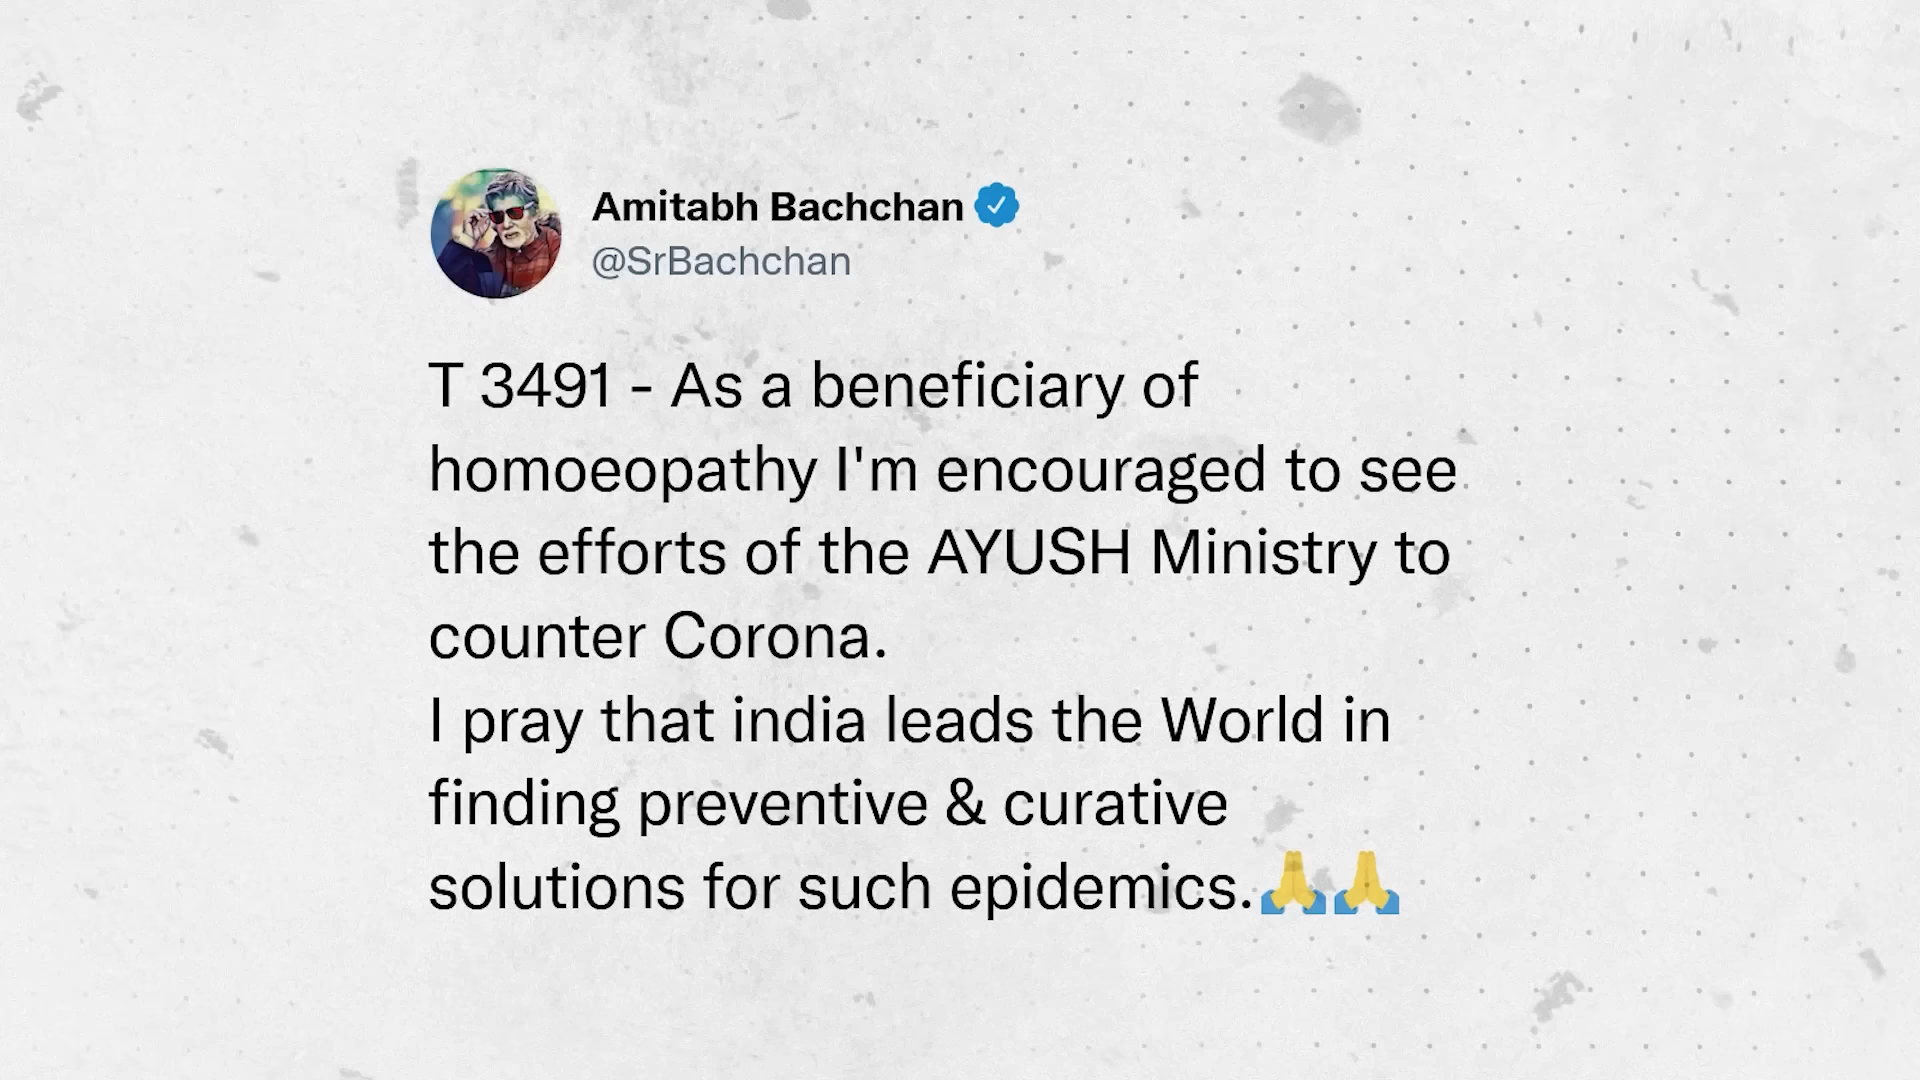 Amitabh Bachchan
@SrBachchan
T 3491 - As a beneficiary of
homoeopathy I'm encouraged to see
the efforts of the AYUSH Ministry to
counter Corona.
I pray that india leads the World in
finding preventive & curative
solutions for such epidemics.🙏🙏